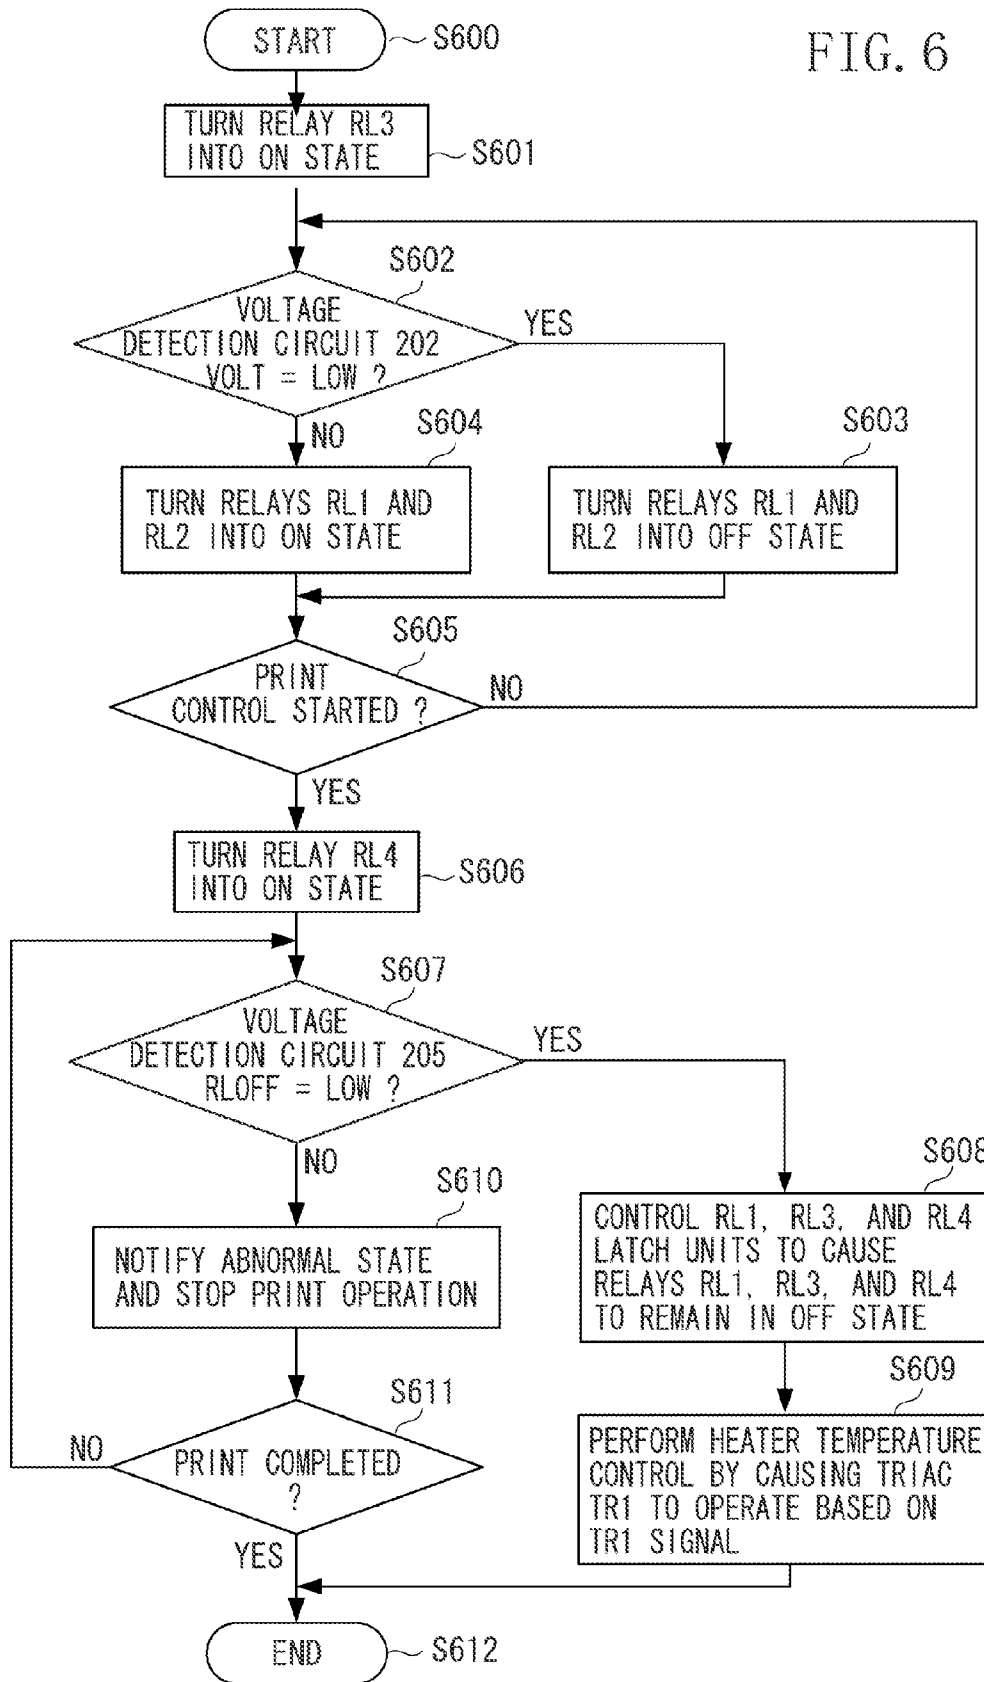 FIG. 6
START
S600
TURN RELAY RL3
INTO ON STATE
S601
S602
VOLTAGE
DETECTION CIRCUIT 202
VOLT = LOW ?
YES
NO
S604
S603
TURN RELAYS RL1 AND
RL2 INTO ON STATE
TURN RELAYS RL1 AND
RL2 INTO OFF STATE
S605
PRINT
CONTROL STARTED ?
NO
YES
TURN RELAY RL4
INTO ON STATE
S606
S607
VOLTAGE
DETECTION CIRCUIT 205
RLOFF = LOW ?
YES
NO
S610
S608
NOTIFY ABNORMAL STATE
AND STOP PRINT OPERATION
CONTROL RL1, RL3, AND RL4
LATCH UNITS TO CAUSE
RELAYS RL1, RL3, AND RL4
TO REMAIN IN OFF STATE
S611
S609
NO
PRINT COMPLETED
?
PERFORM HEATER TEMPERATURE
CONTROL BY CAUSING TRIAC
TR1 TO OPERATE BASED ON
TR1 SIGNAL
YES
END
S612